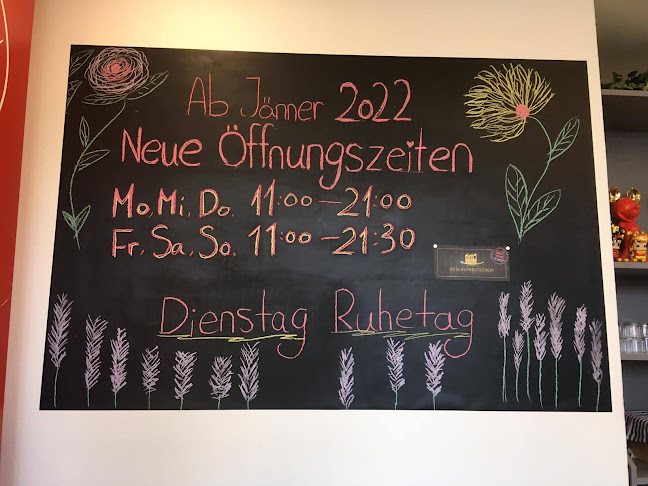 Ab Jänner 2022
Neue Öffnungszeiten
Mo, Mi, Do. 11:00 - 21:00
Fr, Sa, So. 11:00 - 21:30
Dienstag Ruhetag